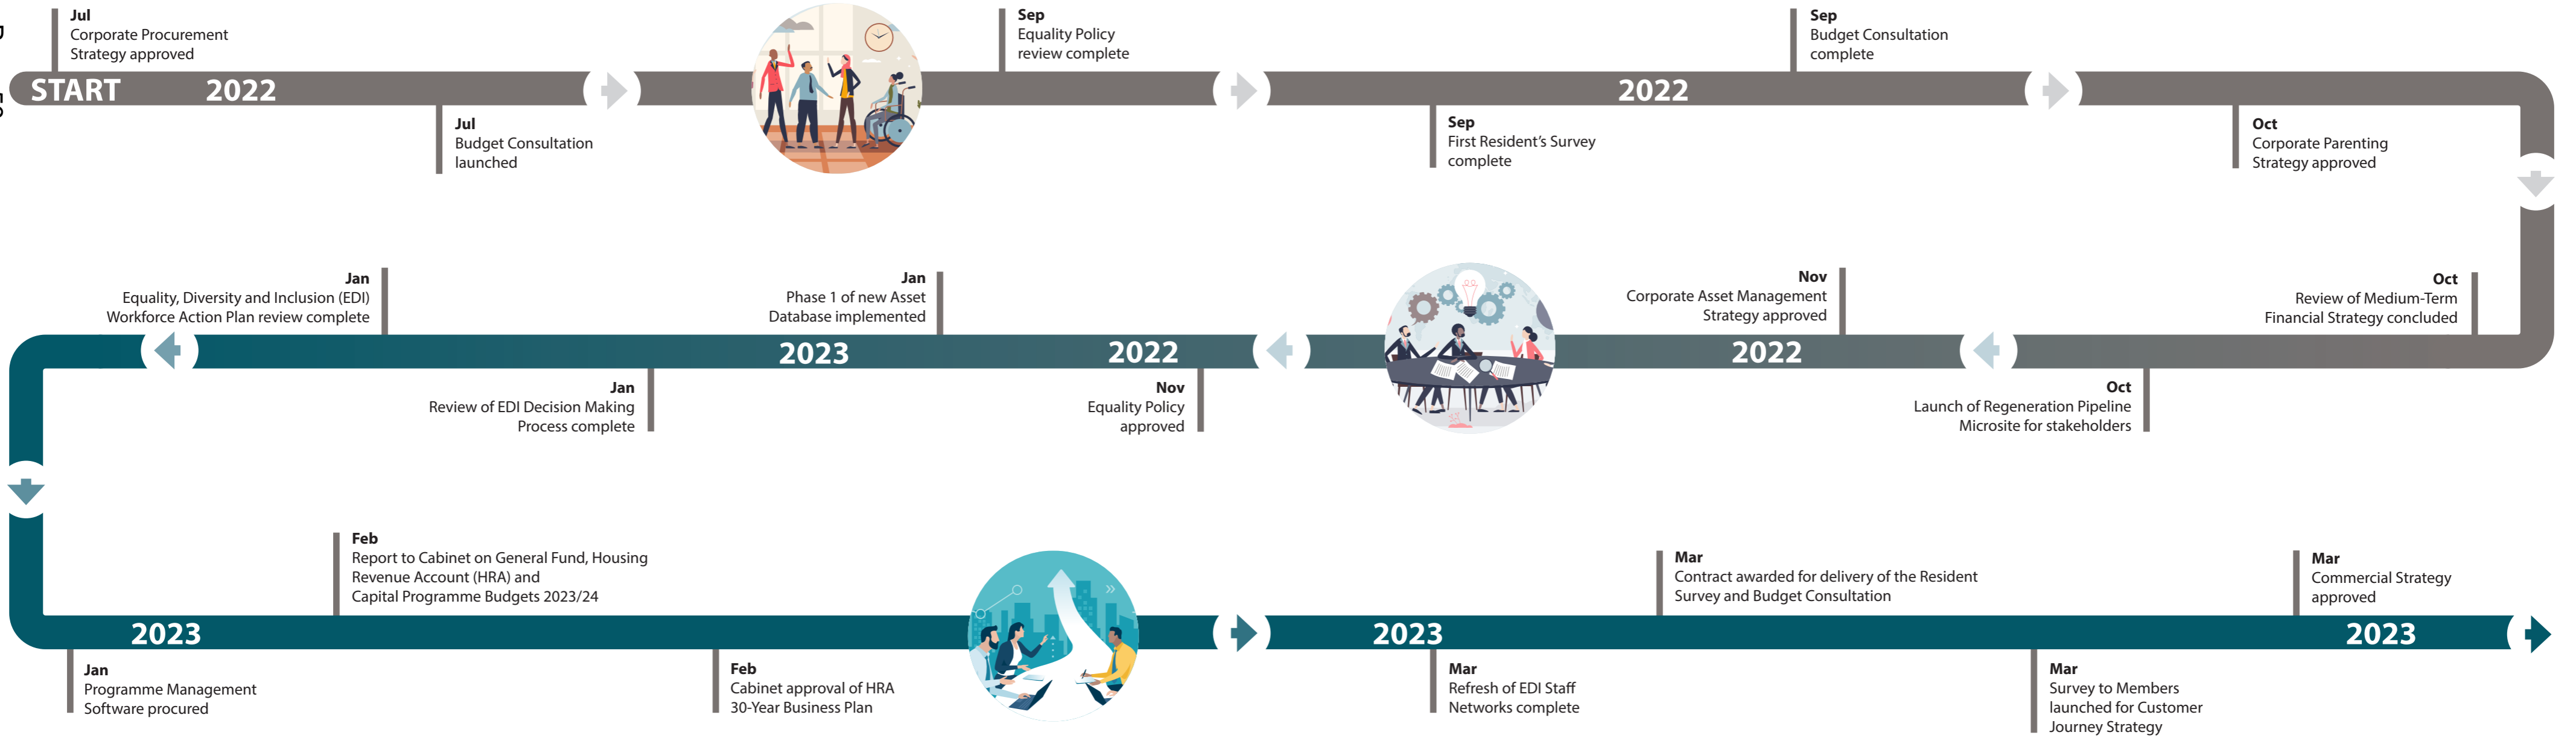 Jul
Corporate Procurement
Strategy approved
START 2022
Jul
Budget Consultation
launched
Sep
Equality Policy
review complete
Sep
First Resident's Survey
complete
2022
Sep
Budget Consultation
complete
Oct
Corporate Parenting
Strategy approved
Oct
Review of Medium-Term
Financial Strategy concluded
Oct
Launch of Regeneration Pipeline
Microsite for stakeholders
Nov
Corporate Asset Management
Strategy approved
2022
Nov
Equality Policy
approved
2022
Jan
Phase 1 of new Asset
Database implemented
2023
Jan
Review of EDI Decision Making
Process complete
Jan
Equality, Diversity and Inclusion (EDI)
Workforce Action Plan review complete
2023
Jan
Programme Management
Software procured
Feb
Report to Cabinet on General Fund, Housing
Revenue Account (HRA) and
Capital Programme Budgets 2023/24
Feb
Cabinet approval of HRA
30-Year Business Plan
2023
Mar
Refresh of EDI Staff
Networks complete
Mar
Contract awarded for delivery of the Resident
Survey and Budget Consultation
Mar
Survey to Members
launched for Customer
Journey Strategy
Mar
Commercial Strategy
approved
2023